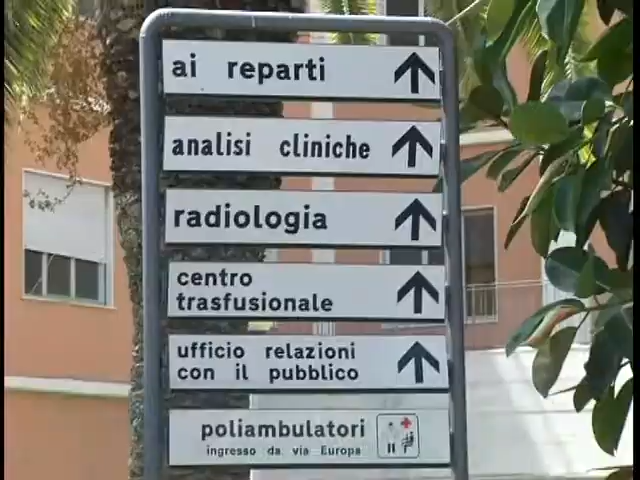 ai reparti
analisi cliniche
radiologia
centro
trasfusionale
ufficio relazioni
con il pubblico
poliambulatori
ingresso da via Europa